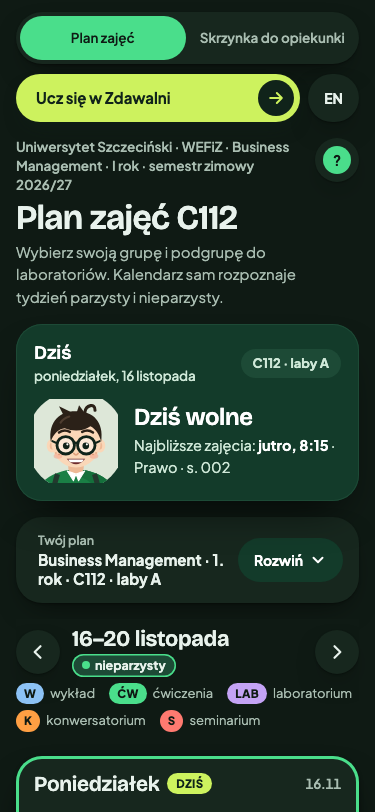 Plan zajęć
Skrzynka do opiekunki
Ucz się w Zdawalni
EN
Uniwersytet Szczeciński · WEFiZ · Business
Management · I rok · semestr zimowy
2026/27
?
Plan zajęć C112
Wybierz swoją grupę i podgrupę do
laboratoriów. Kalendarz sam rozpoznaje
tydzień parzysty i nieparzysty.
Dziś
poniedziałek, 16 listopada
C112 · laby A
Dziś wolne
Najbliższe zajęcia: jutro, 8:15 ·
Prawo · s. 002
Twój plan
Business Management · 1.
rok · C112 · laby A
Rozwiń
16–20 listopada
nieparzysty
W wykład ĆW ćwiczenia LAB laboratorium
K konwersatorium S seminarium
Poniedziałek DZIŚ 16.11